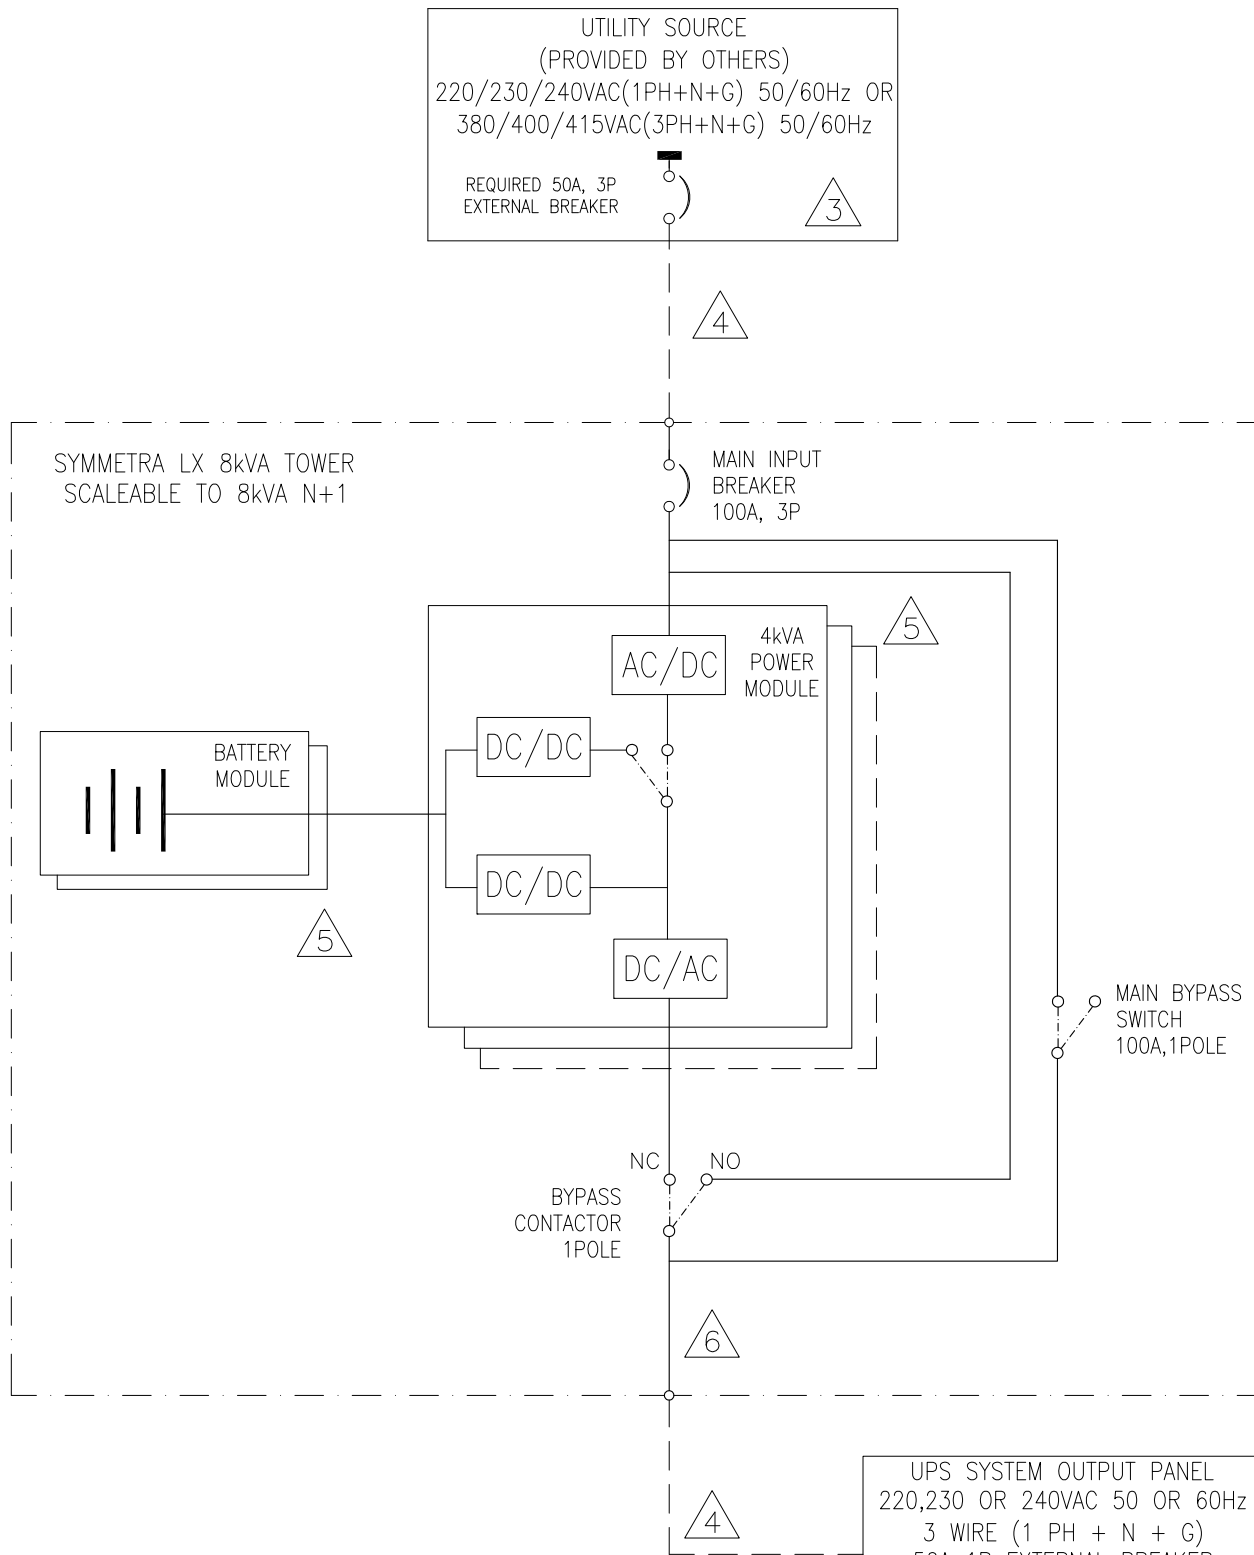 UTILITY SOURCE
(PROVIDED BY OTHERS)
220/230/240VAC(1PH+N+G) 50/60Hz OR
380/400/415VAC(3PH+N+G) 50/60Hz
REQUIRED 50A, 3P
EXTERNAL BREAKER
3
4
SYMMETRA LX 8kVA TOWER
SCALEABLE TO 8kVA N+1
MAIN INPUT
BREAKER
100A, 3P
5
4kVA
POWER
MODULE
AC/DC
DC/DC
BATTERY
MODULE
DC/DC
5
DC/AC
MAIN BYPASS
SWITCH
100A,1POLE
NC
NO
BYPASS
CONTACTOR
1POLE
6
4
UPS SYSTEM OUTPUT PANEL
220,230 OR 240VAC 50 OR 60Hz
3 WIRE (1 PH + N + G)
EXTERNAL BREAKER